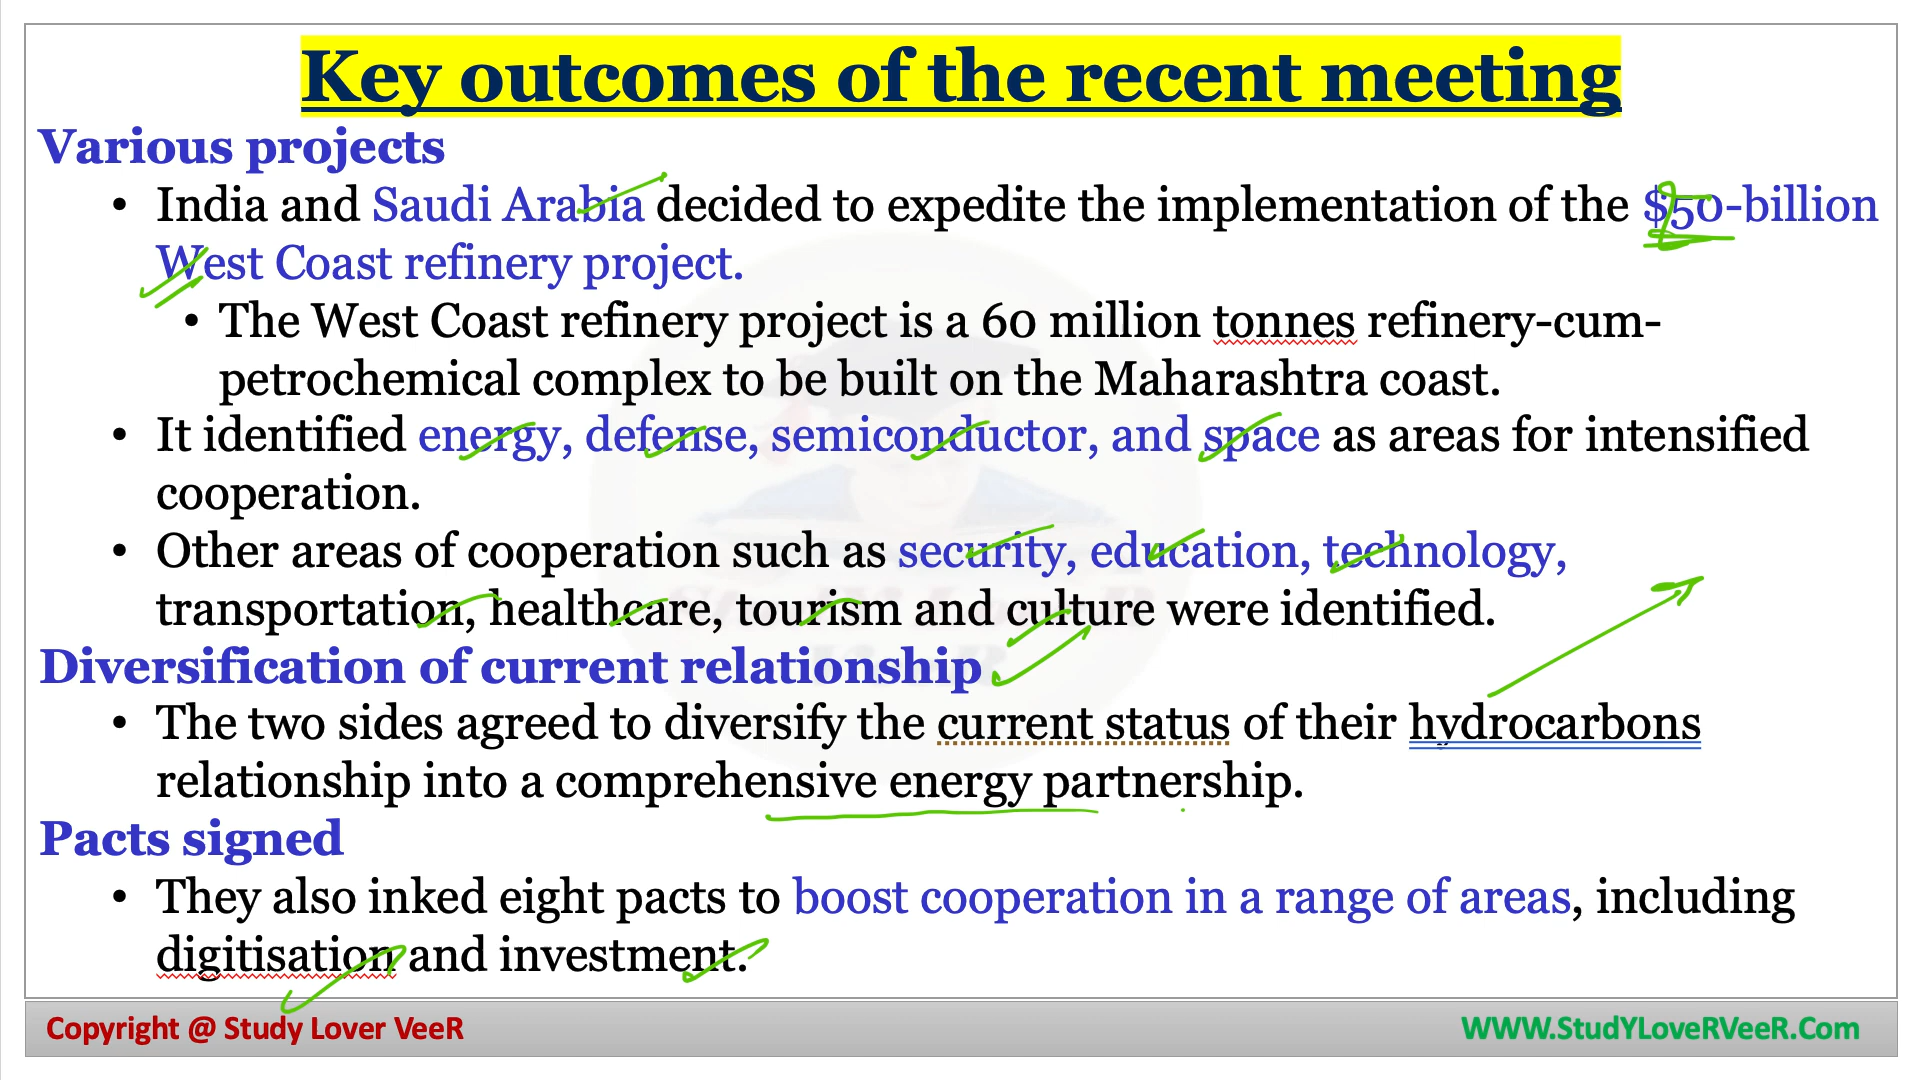 Key outcomes of the recent meeting
Various projects
• India and Saudi Arabia decided to expedite the implementation of the $50-billion
West Coast refinery project.
• The West Coast refinery project is a 60 million tonnes refinery-cum-
petrochemical complex to be built on the Maharashtra coast.
• It identified energy, defense, semiconductor, and space as areas for intensified
cooperation.
• Other areas of cooperation such as security, education, technology,
transportation, healthcare, tourism and culture were identified.
Diversification of current relationship
• The two sides agreed to diversify the current status of their hydrocarbons
relationship into a comprehensive energy partnership.
Pacts signed
• They also inked eight pacts to boost cooperation in a range of areas, including
digitisation and investment.
Copyright @ Study Lover VeeR
WWW.StudYLoveRVeeR.Com